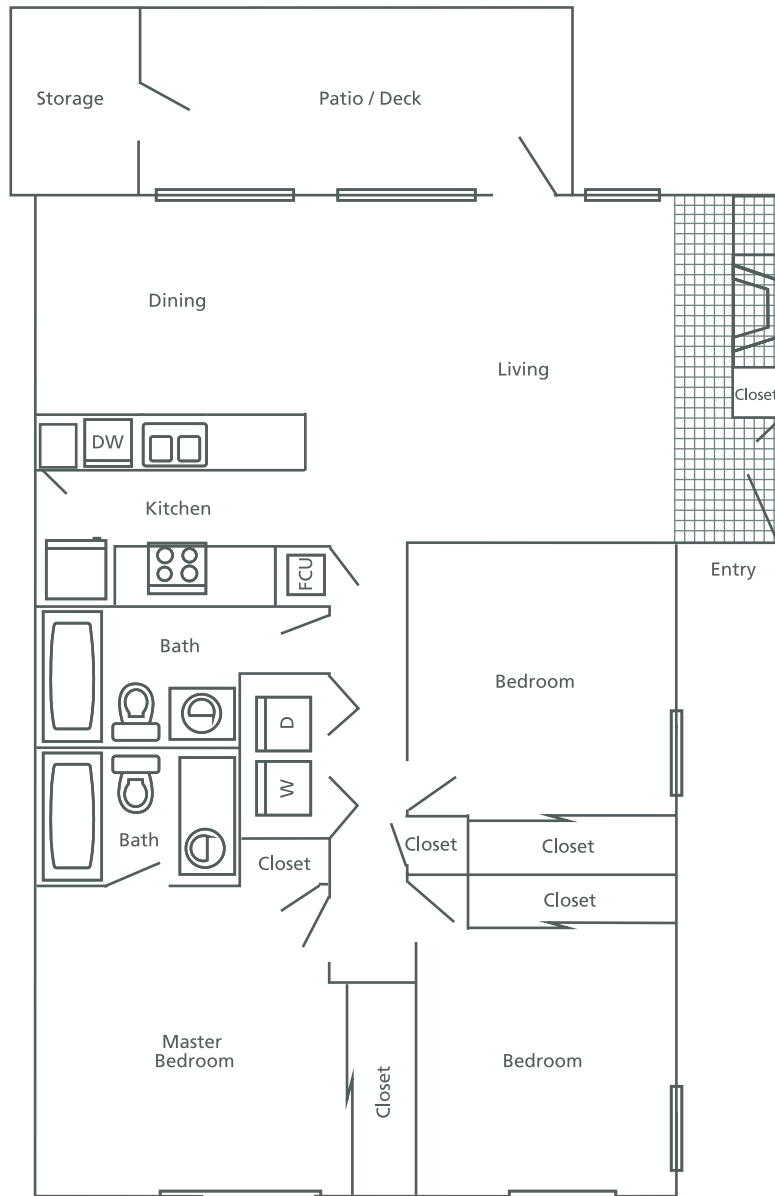 Storage
Patio / Deck
Dining
Living
Closet
DW
Kitchen
FCU
Entry
Bath
Bedroom
D
W
Bath
Closet
Closet
Closet
Closet
Master
Bedroom
Closet
Bedroom